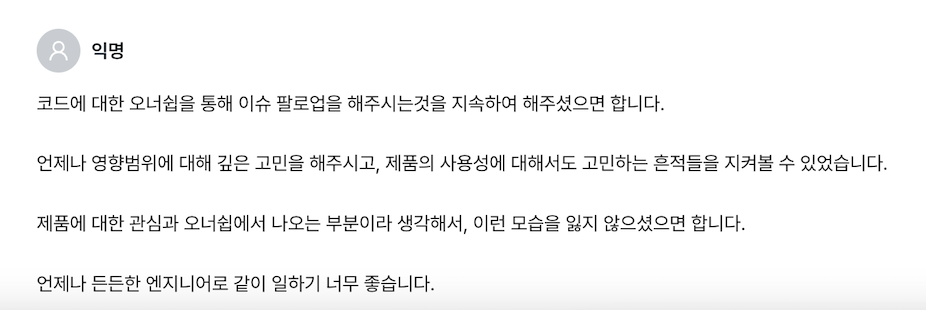 익명
코드에 대한 오너쉽을 통해 이슈 팔로업을 해주시는것을 지속하여 해주셨으면 합니다.
언제나 영향범위에 대해 깊은 고민을 해주시고, 제품의 사용성에 대해서도 고민하는 흔적들을 지켜볼 수 있었습니다.
제품에 대한 관심과 오너쉽에서 나오는 부분이라 생각해서, 이런 모습을 잃지 않으셨으면 합니다.
언제나 든든한 엔지니어로 같이 일하기 너무 좋습니다.